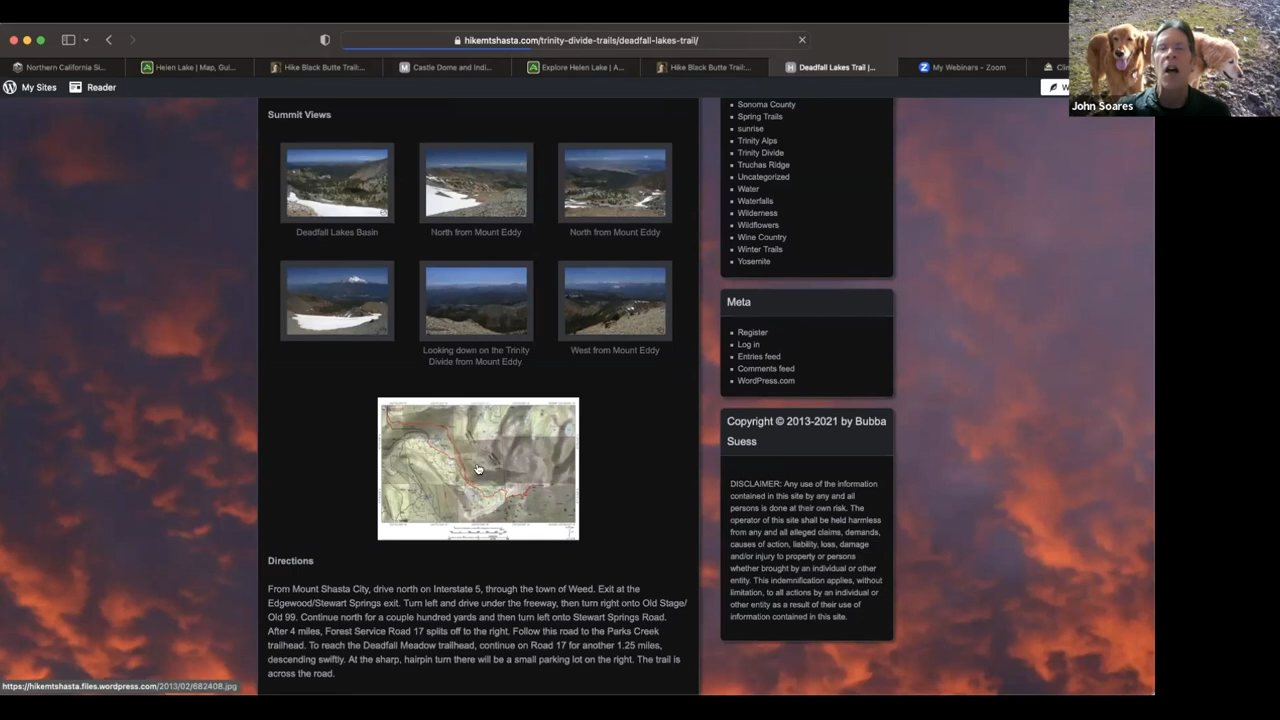 hikemtshasta.com/trinity-divide-trails/deadfall-lakes-trail/
John Soares
Northern California Si...
Helen Lake | Map, Gui...
Hike Black Butte Trail:...
Castle Dome and Indi...
Explore Helen Lake | A...
Hike Black Butte Trail:...
Deadfall Lakes Trail |...
My Webinars - Zoom
My Sites
Reader
Summit Views
Deadfall Lakes Basin
North from Mount Eddy
North from Mount Eddy
Looking down on the Trinity
Divide from Mount Eddy.
West from Mount Eddy
Directions
From Mount Shasta City, drive north on Interstate 5, through the town of Weed. Exit at the
Edgewood/Stewart Springs exit. Turn left and drive under the freeway, then turn right onto Old Stage/
Old 99. Continue north for a couple hundred yards and then turn left onto Stewart Springs Road.
After 4 miles, Forest Service Road 17 splits off to the right. Follow this road to the Parks Creek
trailhead. To reach the Deadfall Meadow trailhead, continue on Road 17 for another 1.25 miles,
descending swiftly. At the sharp, hairpin turn there will be a small parking lot on the right. The trail is
across the road.
Sonoma County
Spring Trails
sunrise
Trinity Alps
Trinity Divide
Truchas Ridge
Uncategorized
Water
Waterfalls
Wilderness
Wildflowers
Wine Country
Winter Trails
Yosemite
Meta
Register
Log in
Entries feed
Comments feed
WordPress.com
Copyright © 2013-2021 by Bubba
Suess
DISCLAIMER: Any use of the information
contained in this site by any and all
persons is done at their own risk. The
operator of this site shall be held harmless
from any and all alleged claims, demands,
causes of action, liability, loss, damage
and/or injury to property or persons
whether brought by an individual or other
entity. This indemnification applies, without
limitation, to all actions by an individual or
other entity as a result of their use of
information contained in this site.
https://hikemtshasta.files.wordpress.com/2013/02/682408.jpg